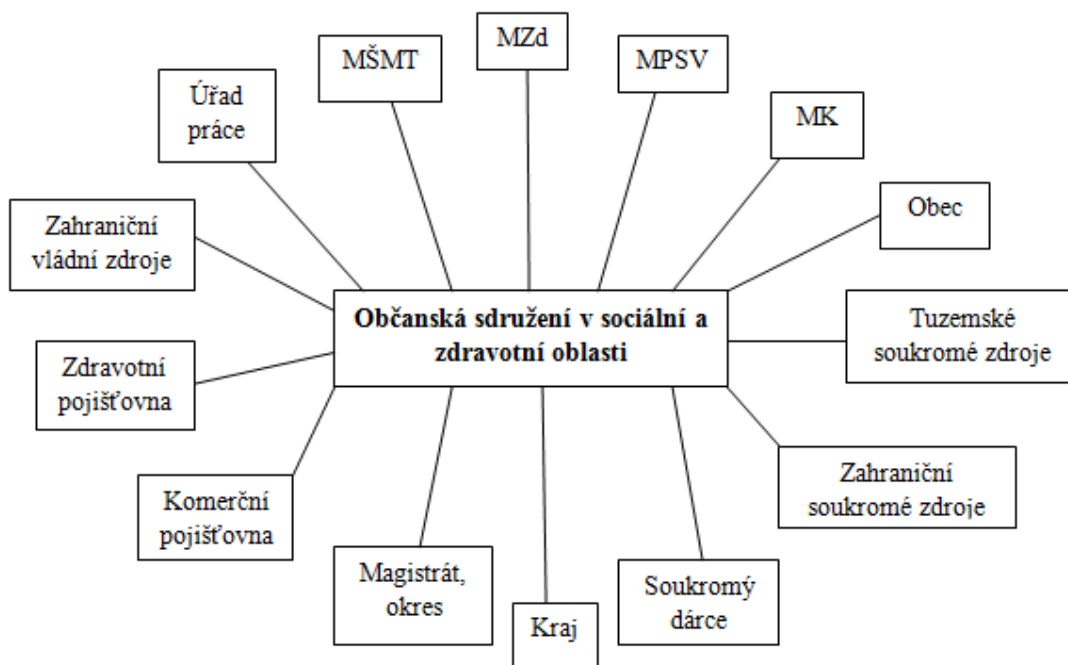 MZd
MŠMT
MPSV
Úřad
práce
MK
Obec
Zahraniční
vládní zdroje
Občanská sdružení v sociální a
zdravotní oblasti
Tuzemské
soukromé zdroje
Zdravotní
pojišťovna
Zahraniční
soukromé zdroje
Komerční
pojišťovna
Magistrát,
okres
Kraj
Soukromý
dárce